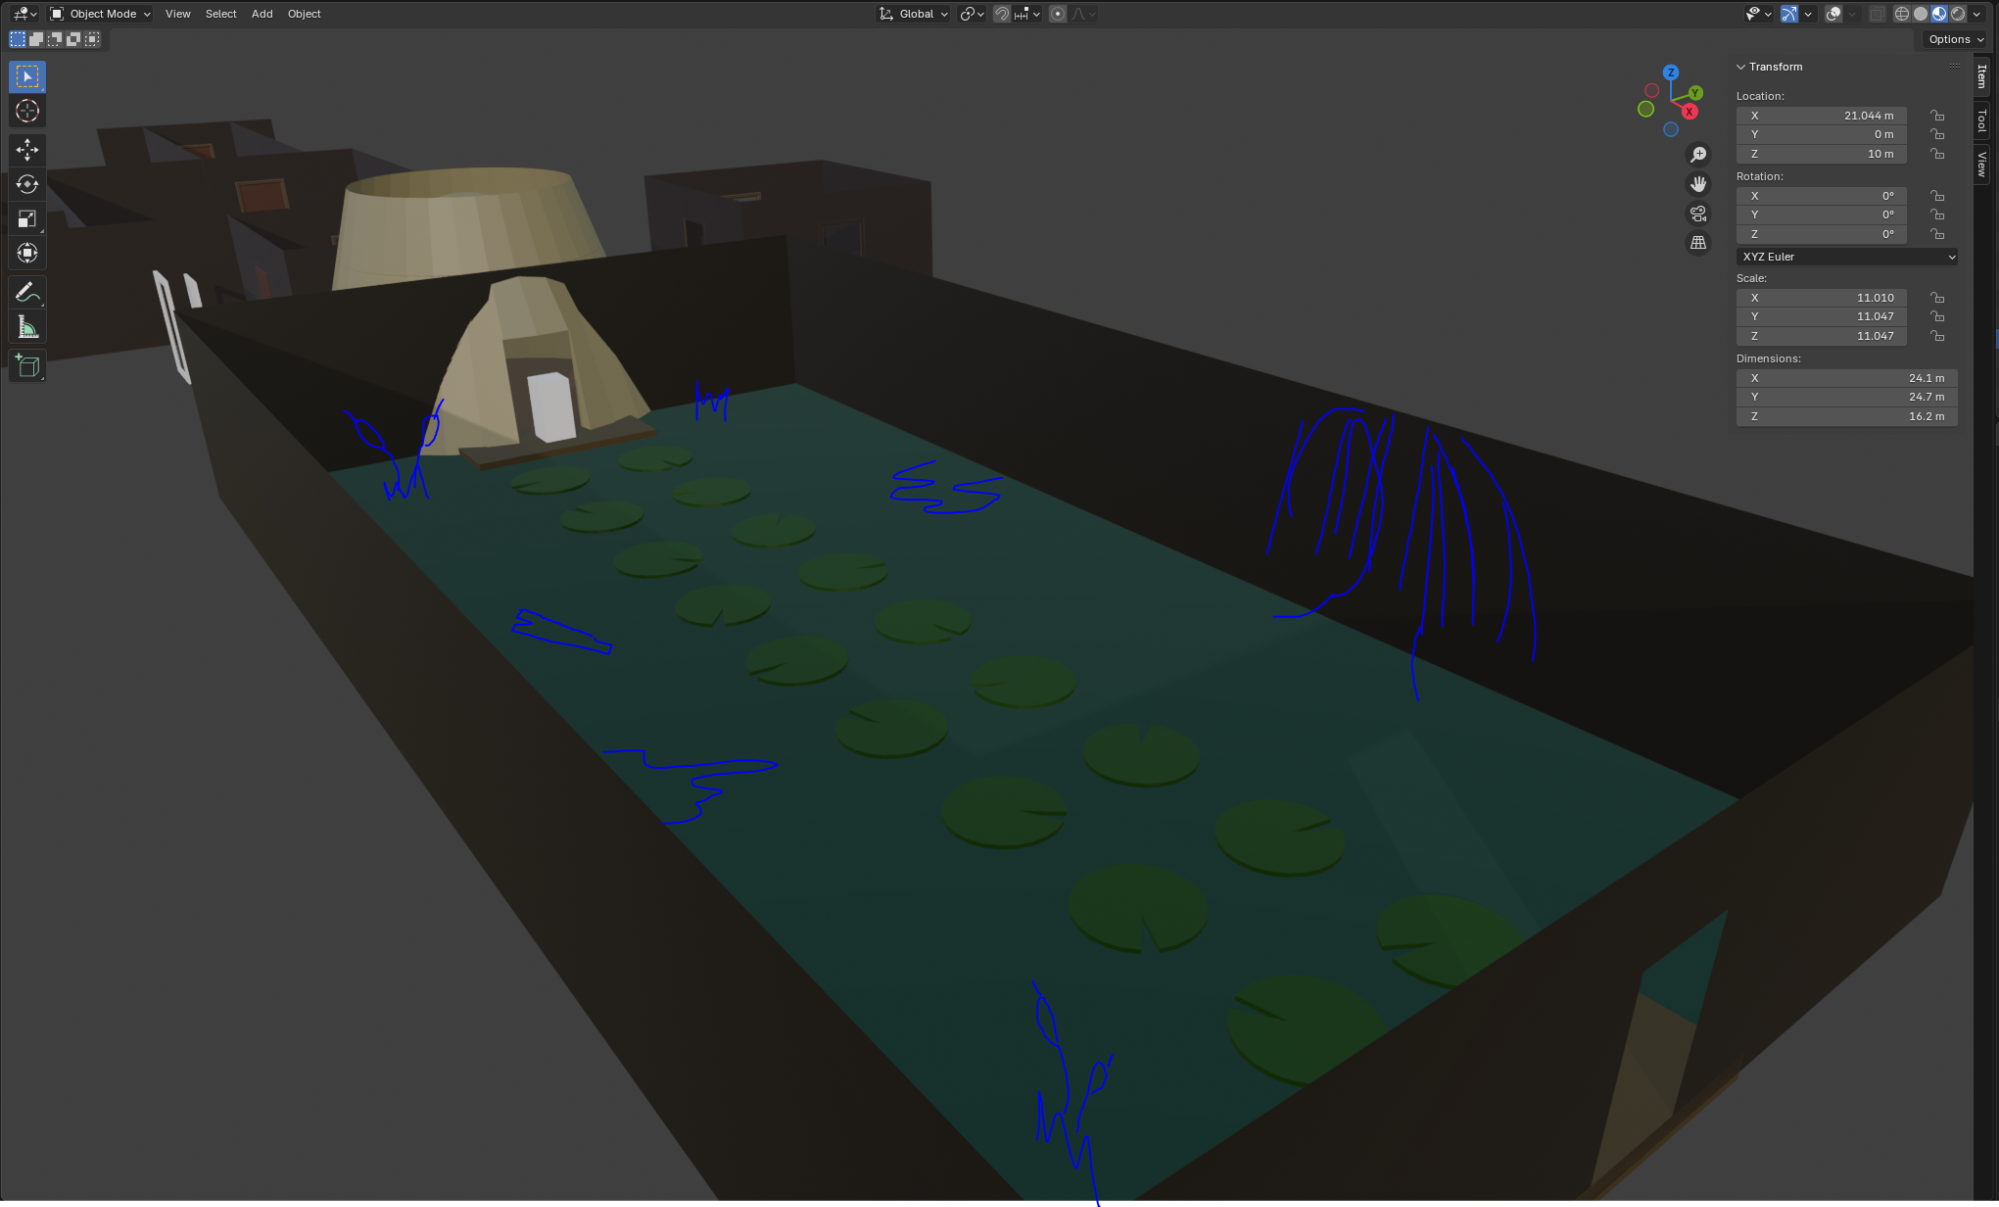 Object Mode View Select Add Object Global
Options
Transform
Location:
X 21.044 m
Y 0 m
Z 10 m
Rotation:
X 0°
Y 0°
Z 0°
XYZ Euler
Scale:
X 11.010
Y 11.047
Z 11.047
Dimensions:
X 24.1 m
Y 24.7 m
Z 16.2 m
Item
Tool
View
Z
Y
X